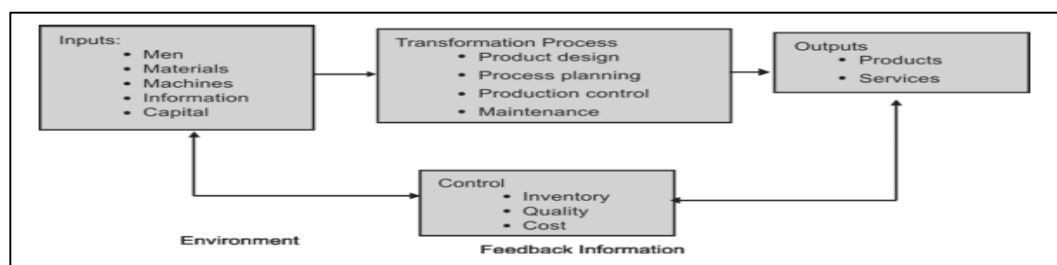 Inputs:
• Men
• Materials
• Machines
• Information
• Capital
Transformation Process
• Product design
• Process planning
• Production control
• Maintenance
Outputs
• Products
• Services
Control
• Inventory
• Quality
• Cost
Environment
Feedback Information